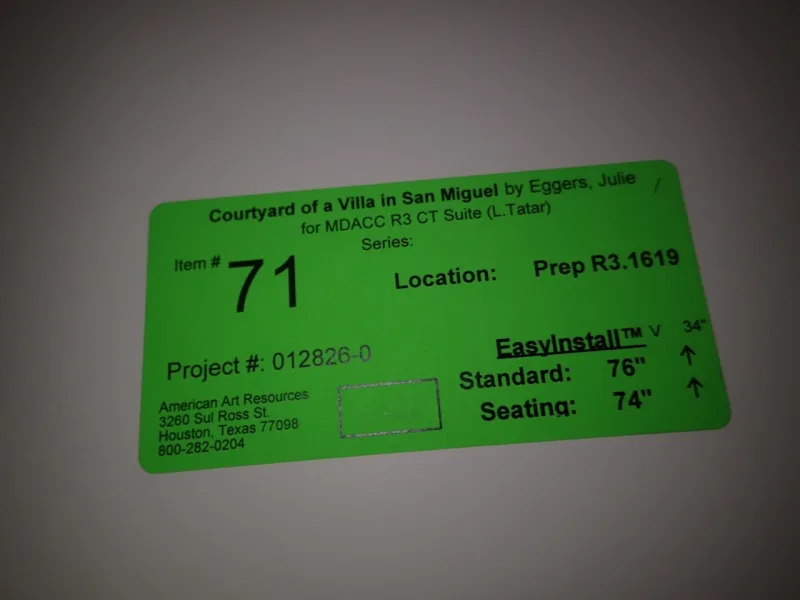 Courtyard of a Villa in San Miguel by Eggers, Julie
for MDACC R3 CT Suite (L.Tatar)
Series:
Item # 71
Location: Prep R3.1619
Project #: 012826-0
EasyInstall™ V 34"
Standard: 76" ↑
Seating: 74" ↑
American Art Resources
3260 Sul Ross St.
Houston, Texas 77098
800-282-0204